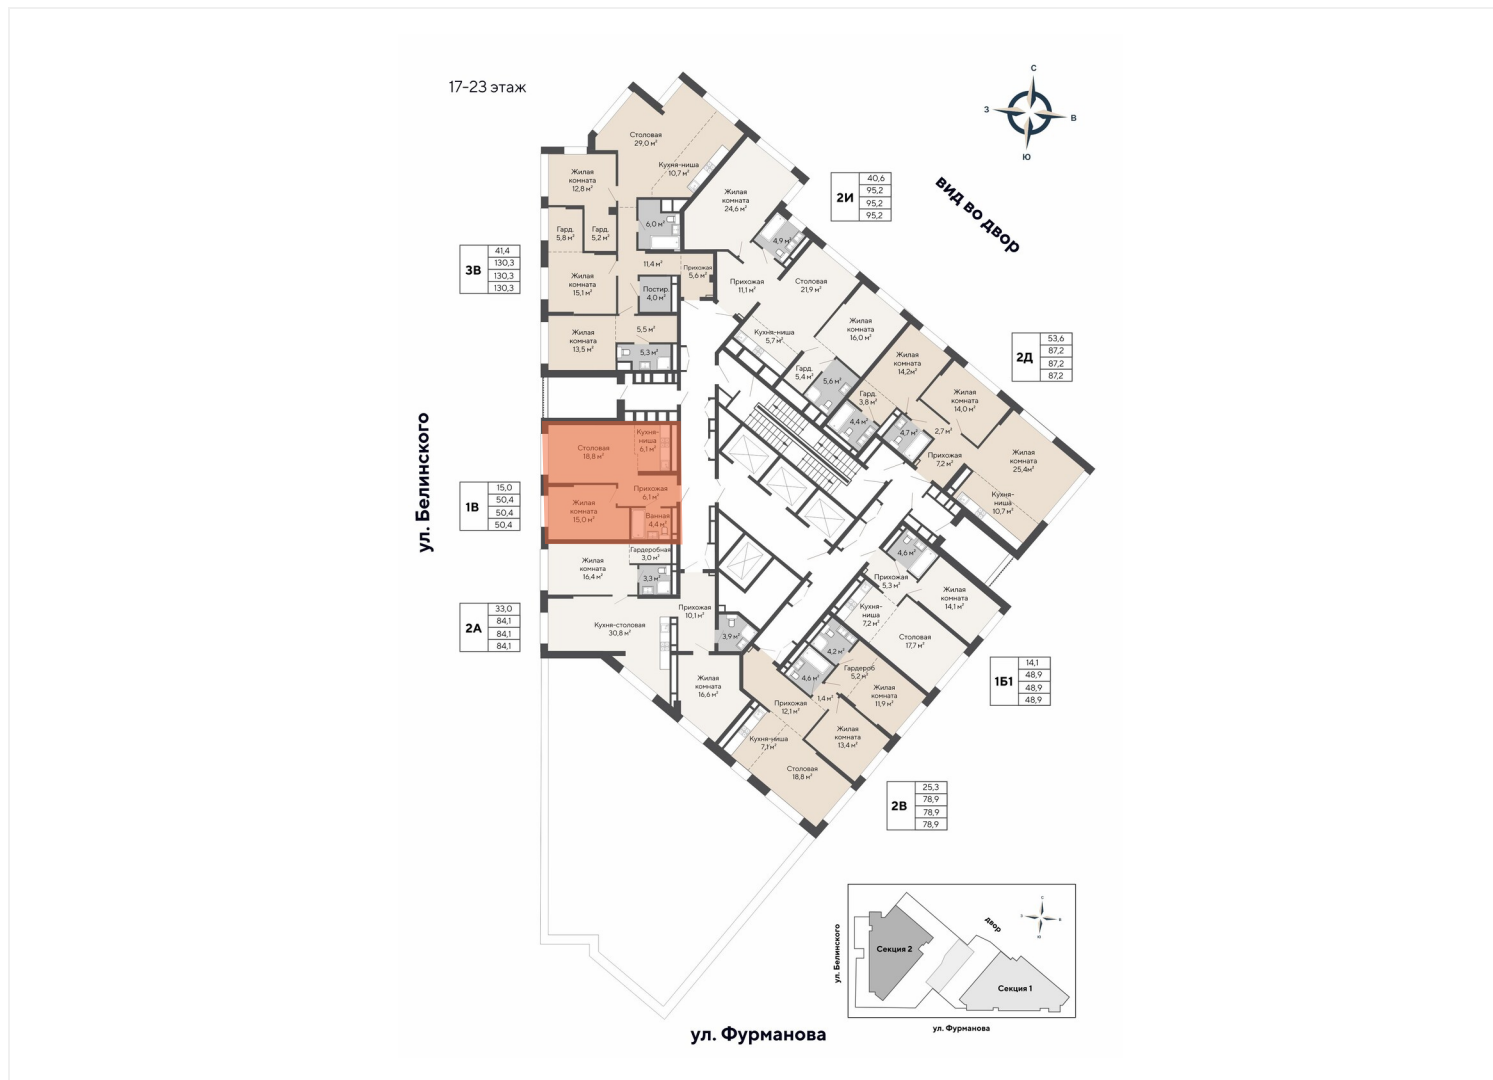 17-23 этаж
С
З
В
Ю
вид во двор
ул. Белинского
Столовая
29,0 м²
Кухня-ниша
10,7 м²
Жилая
комната
12,8 м²
Гард.
5,8 м²
Гард.
5,2 м²
6,0 м²
11,4 м²
Прихожая
5,6 м²
Жилая
комната
15,1 м²
Постир.
4,0 м²
5,5 м²
Жилая
комната
13,5 м²
5,3 м²
3В
41,4
130,3
130,3
130,3
Жилая
комната
24,6 м²
4,9 м²
Прихожая
11,1 м²
Столовая
21,9 м²
Кухня-ниша
5,7 м²
Жилая
комната
16,0 м²
Гард.
5,4 м²
5,6 м²
2И
40,6
95,2
95,2
95,2
Жилая
комната
14,2м²
Гард.
3,8 м²
4,4 м²
4,7 м²
2,7 м²
Жилая
комната
14,0 м²
Прихожая
7,2 м²
Жилая
комната
25,4м²
Кухня-
ниша
10,7 м²
2Д
53,6
87,2
87,2
87,2
Столовая
18,8 м²
Кухня-
ниша
6,1 м²
Прихожая
6,1 м²
Жилая
комната
15,0 м²
Ванная
4,4 м²
1В
15,0
50,4
50,4
50,4
Гардеробная
3,0 м²
Жилая
комната
16,4 м²
3,3 м²
Кухня-столовая
30,8 м²
Прихожая
10,1 м²
3,9 м²
Жилая
комната
16,6 м²
2А
33,0
84,1
84,1
84,1
4,6 м²
Прихожая
5,3 м²
Жилая
комната
14,1 м²
Кухня-
ниша
7,2 м²
Столовая
17,7 м²
1Б1
14,1
48,9
48,9
48,9
4,2 м²
4,6 м²
Гардероб
5,2 м²
1,4 м²
Жилая
комната
11,9 м²
Прихожая
12,1 м²
Жилая
комната
13,4 м²
Кухня-ниша
7,1 м²
Столовая
18,8 м²
2В
25,3
78,9
78,9
78,9
ул. Фурманова
ул. Белинского
Секция 2
двор
Секция 1
ул. Фурманова